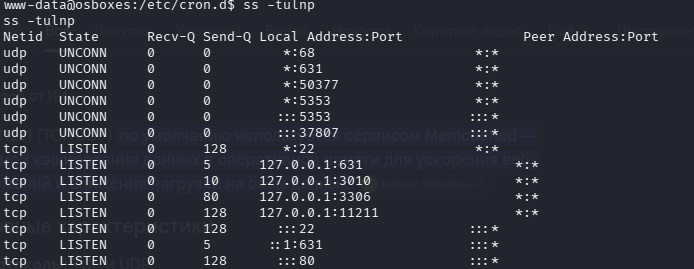 www-data@osboxes:/etc/cron.d$ ss -tulnp
ss -tulnp
Netid State Recv-Q Send-Q Local Address:Port Peer Address:Port
udp UNCONN 0 0 *:68 *:*
udp UNCONN 0 0 *:631 *:*
udp UNCONN 0 0 *:50377 *:*
udp UNCONN 0 0 *:5353 *:*
udp UNCONN 0 0 :::5353 :::*
udp UNCONN 0 0 :::37807 :::*
tcp LISTEN 0 128 *:22 *:*
tcp LISTEN 0 5 127.0.0.1:631 *:*
tcp LISTEN 0 10 127.0.0.1:3010 *:*
tcp LISTEN 0 80 127.0.0.1:3306 *:*
tcp LISTEN 0 128 127.0.0.1:11211 *:*
tcp LISTEN 0 128 :::22 :::*
tcp LISTEN 0 5 ::1:631 :::*
tcp LISTEN 0 128 :::80 :::*